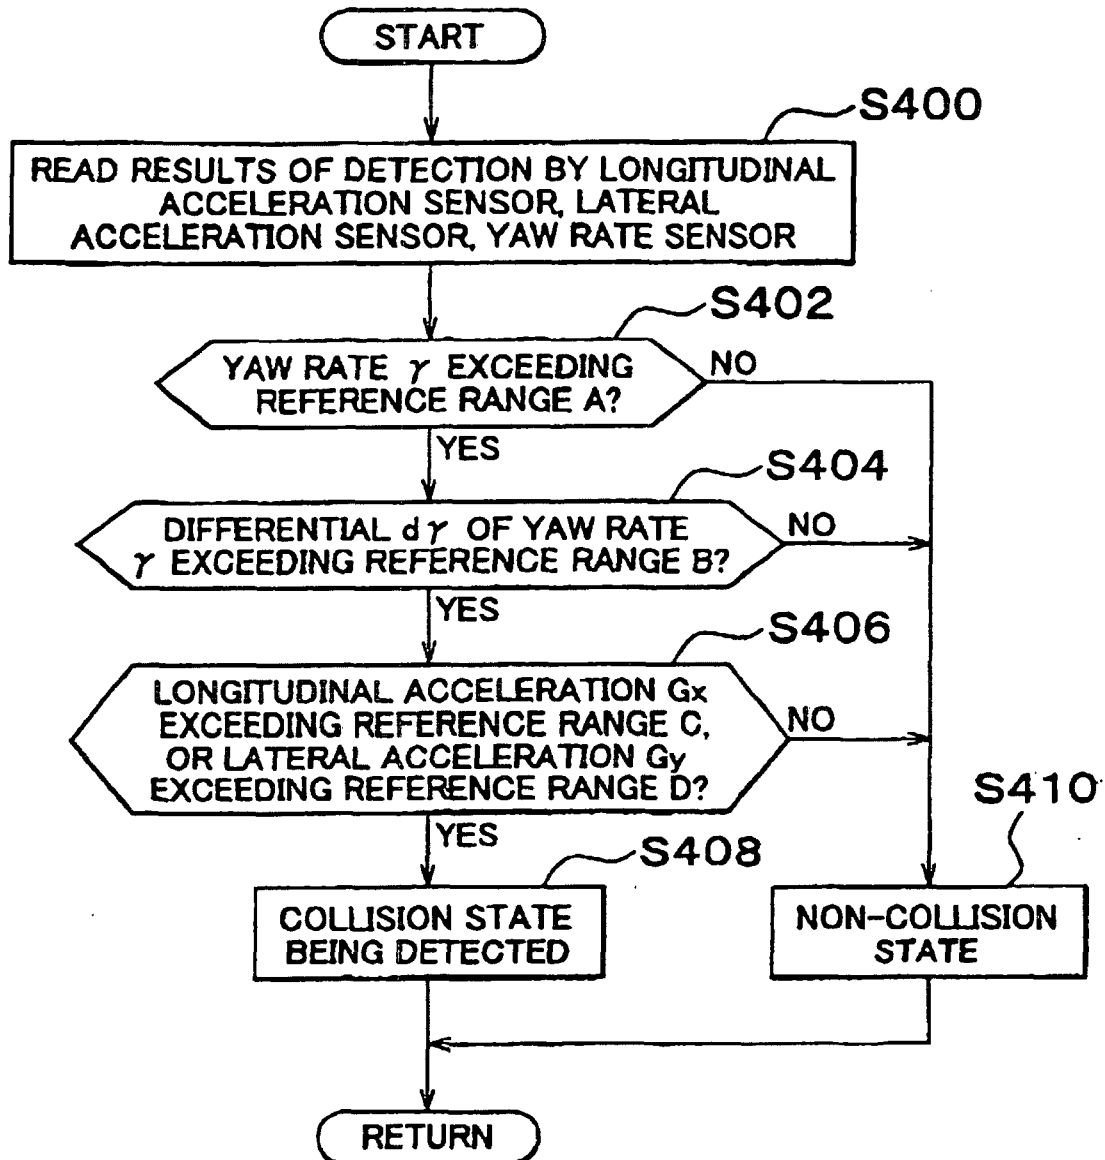 START
S400
READ RESULTS OF DETECTION BY LONGITUDINAL
ACCELERATION SENSOR, LATERAL
ACCELERATION SENSOR, YAW RATE SENSOR
S402
YAW RATE γ EXCEEDING
REFERENCE RANGE A?
NO
YES
S404
DIFFERENTIAL dγ OF YAW RATE
γ EXCEEDING REFERENCE RANGE B?
NO
YES
S406
LONGITUDINAL ACCELERATION Gx
EXCEEDING REFERENCE RANGE C,
OR LATERAL ACCELERATION Gy
EXCEEDING REFERENCE RANGE D?
NO
YES
S408
COLLISION STATE
BEING DETECTED
S410
NON-COLLISION
STATE
RETURN